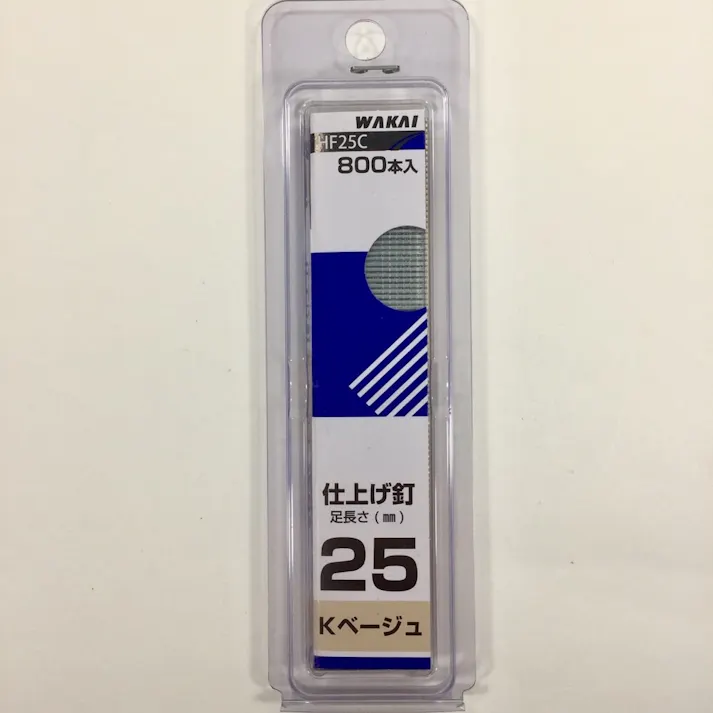 WAKAI
HF25C
800本入
仕上げ釘
足長さ(㎜)
25
Kベージュ